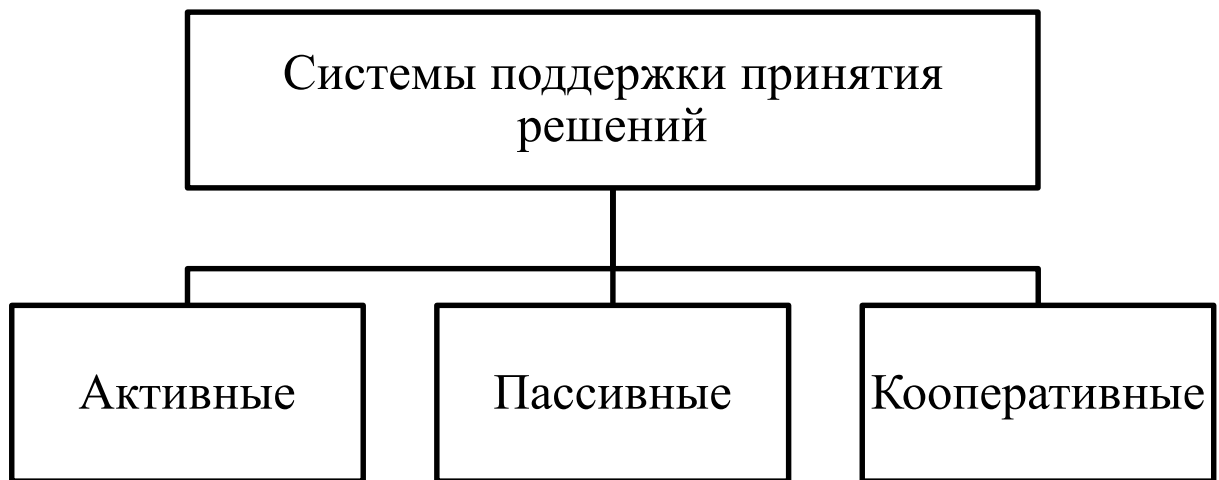 Системы поддержки принятия
решений
Активные
Пассивные
Кооперативные